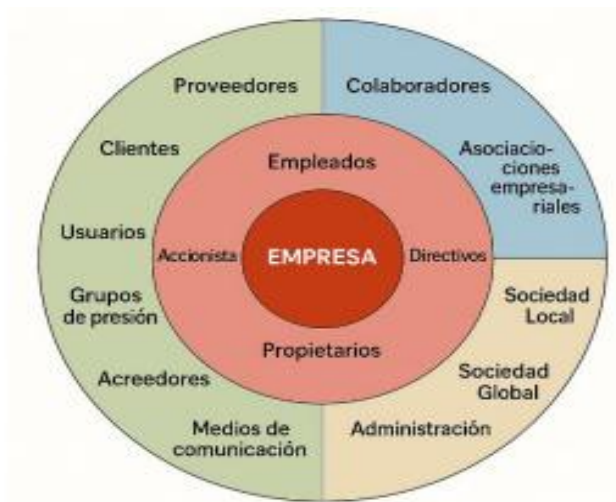 Proveedores
Colaboradores
Clientes
Empleados
Asociacio-
ciones
empresa-
riales
Usuarios
Accionista
EMPRESA
Directivos
Grupos
de presión
Sociedad
Local
Propietarios
Acreedores
Sociedad
Global
Medios de
comunicación
Administración